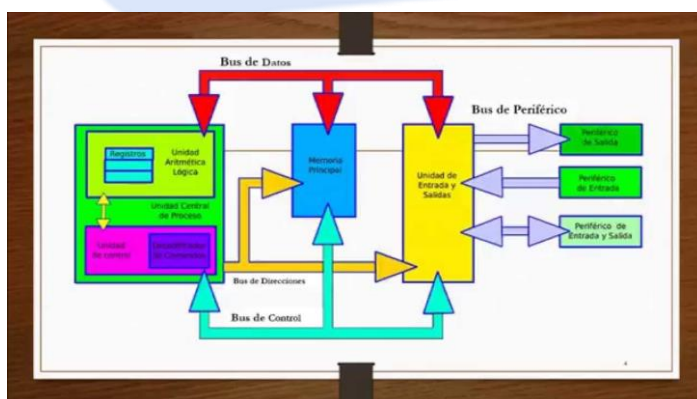 Bus de Datos
Bus de Periférico
Registros
Unidad
Aritmética
Lógica
Unidad Central
de Proceso
Unidad
de control
Memoria
Principal
Unidad de
Entrada y
Salidas
Periférico
de Salida
Periférico
de Entrada
Periférico de
Entrada y Salida
Bus de Direcciones
Bus de Control